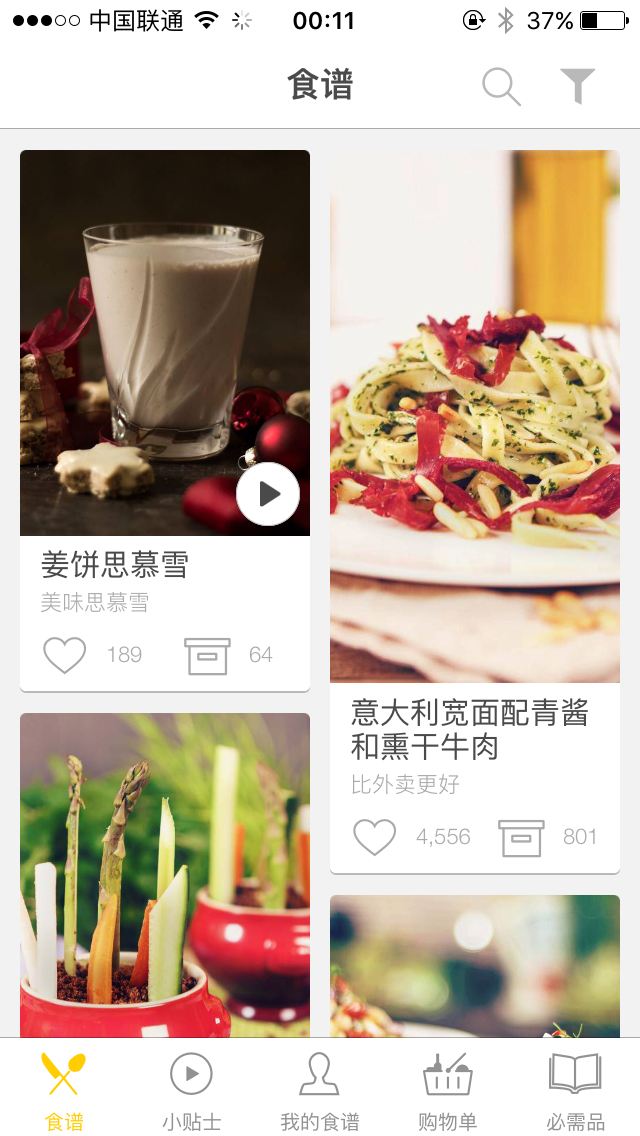 中国联通 00:11 37%
食谱
姜饼思慕雪
美味思慕雪
189 64
意大利宽面配青酱
和熏干牛肉
比外卖更好
4,556 801
食谱 小贴士 我的食谱 购物单 必需品